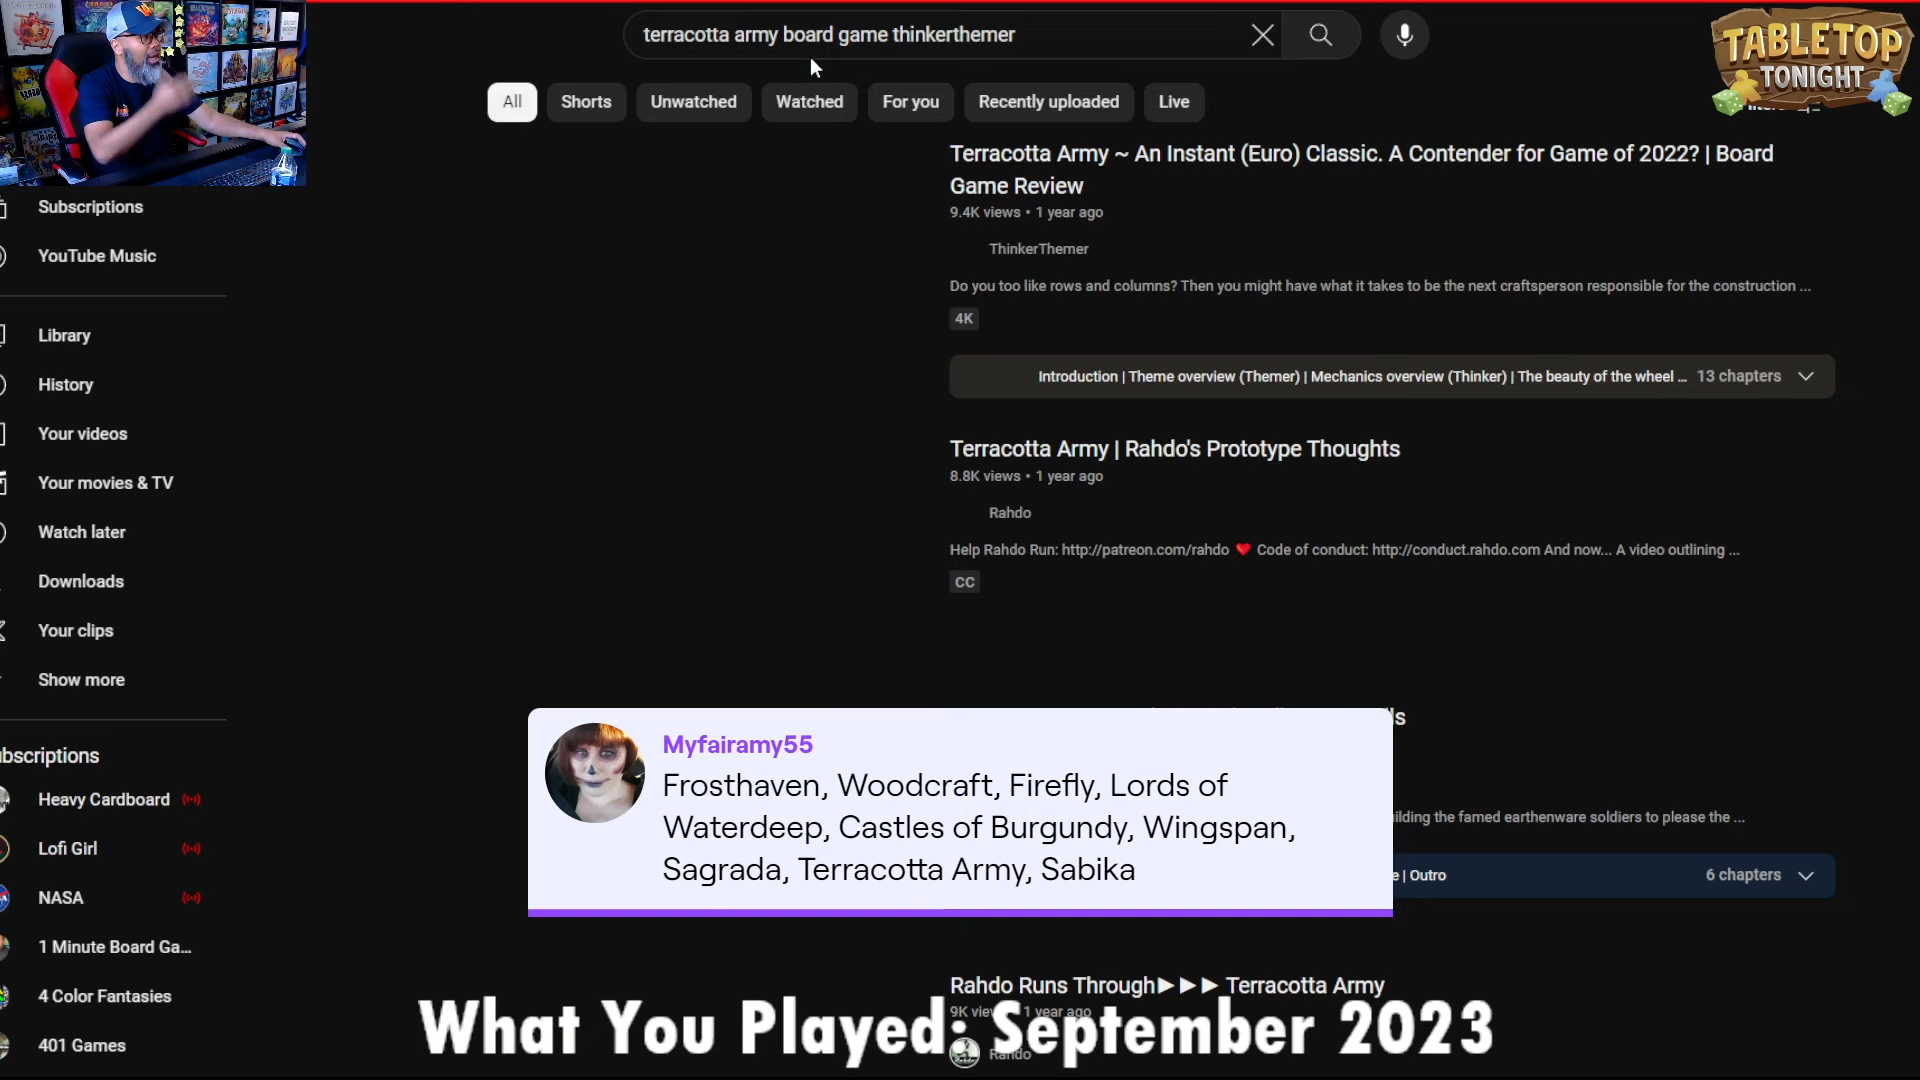 terracotta army board game thinkerthemer
TABLETOP
TONIGHT
All
Shorts
Unwatched
Watched
For you
Recently uploaded
Live
Terracotta Army ~ An Instant (Euro) Classic. A Contender for Game of 2022? | Board
Game Review
9.4K views • 1 year ago
ThinkerThemer
Do you too like rows and columns? Then you might have what it takes to be the next craftsperson responsible for the construction ...
4K
Introduction | Theme overview (Themer) | Mechanics overview (Thinker) | The beauty of the wheel ... 13 chapters
Terracotta Army | Rahdo's Prototype Thoughts
8.8K views • 1 year ago
Rahdo
Help Rahdo Run: http://patreon.com/rahdo ❤ Code of conduct: http://conduct.rahdo.com And now... A video outlining ...
CC
Subscriptions
YouTube Music
Library
History
Your videos
Your movies & TV
Watch later
Downloads
Your clips
Show more
bscriptions
Heavy Cardboard
Lofi Girl
NASA
1 Minute Board Ga...
4 Color Fantasies
401 Games
Myfairamy55
Frosthaven, Woodcraft, Firefly, Lords of
Waterdeep, Castles of Burgundy, Wingspan,
Sagrada, Terracotta Army, Sabika
ls
ilding the famed earthenware soldiers to please the ...
e | Outro 6 chapters
Rahdo Runs Through►►► Terracotta Army
9K vie 1 year ago
Rahdo
What You Played: September 2023